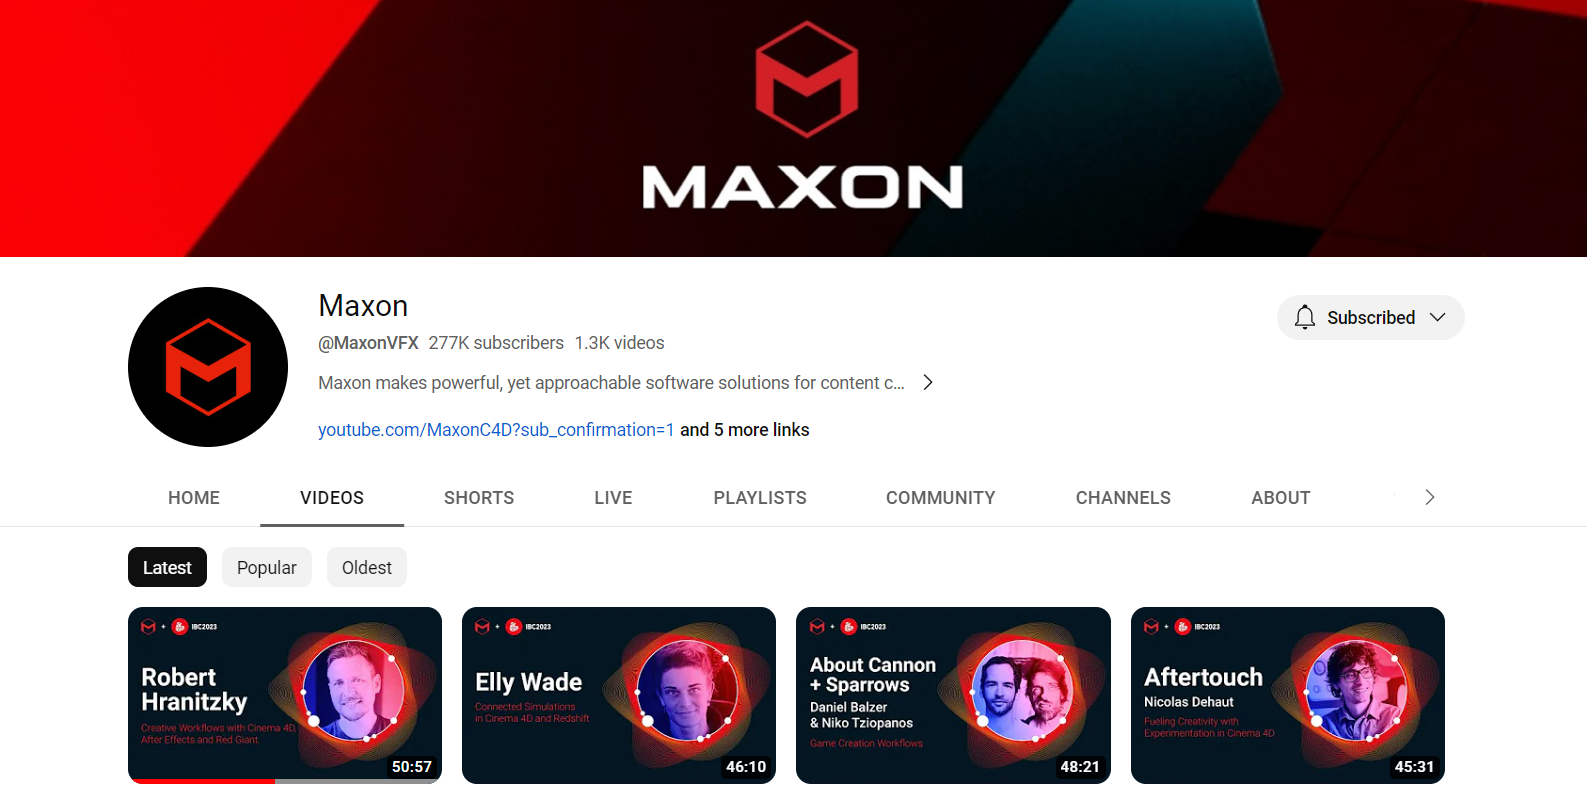 MAXON
Maxon
@MaxonVFX 277K subscribers 1.3K videos
Maxon makes powerful, yet approachable software solutions for content c...
youtube.com/MaxonC4D?sub_confirmation=1 and 5 more links
Subscribed
HOME VIDEOS SHORTS LIVE PLAYLISTS COMMUNITY CHANNELS ABOUT
Latest Popular Oldest
+ IBC2023
Robert
Hranitzky
Creative Workflows with Cinema 4D,
After Effects and Red Giant
50:57
+ IBC2023
Elly Wade
Connected Simulations
in Cinema 4D and Redshift
46:10
+ IBC2023
About Cannon
+ Sparrows
Daniel Balzer
& Niko Tziopanos
Game Creation Workflows
48:21
+ IBC2023
Aftertouch
Nicolas Dehaut
Fueling Creativity with
Experimentation in Cinema 4D
45:31